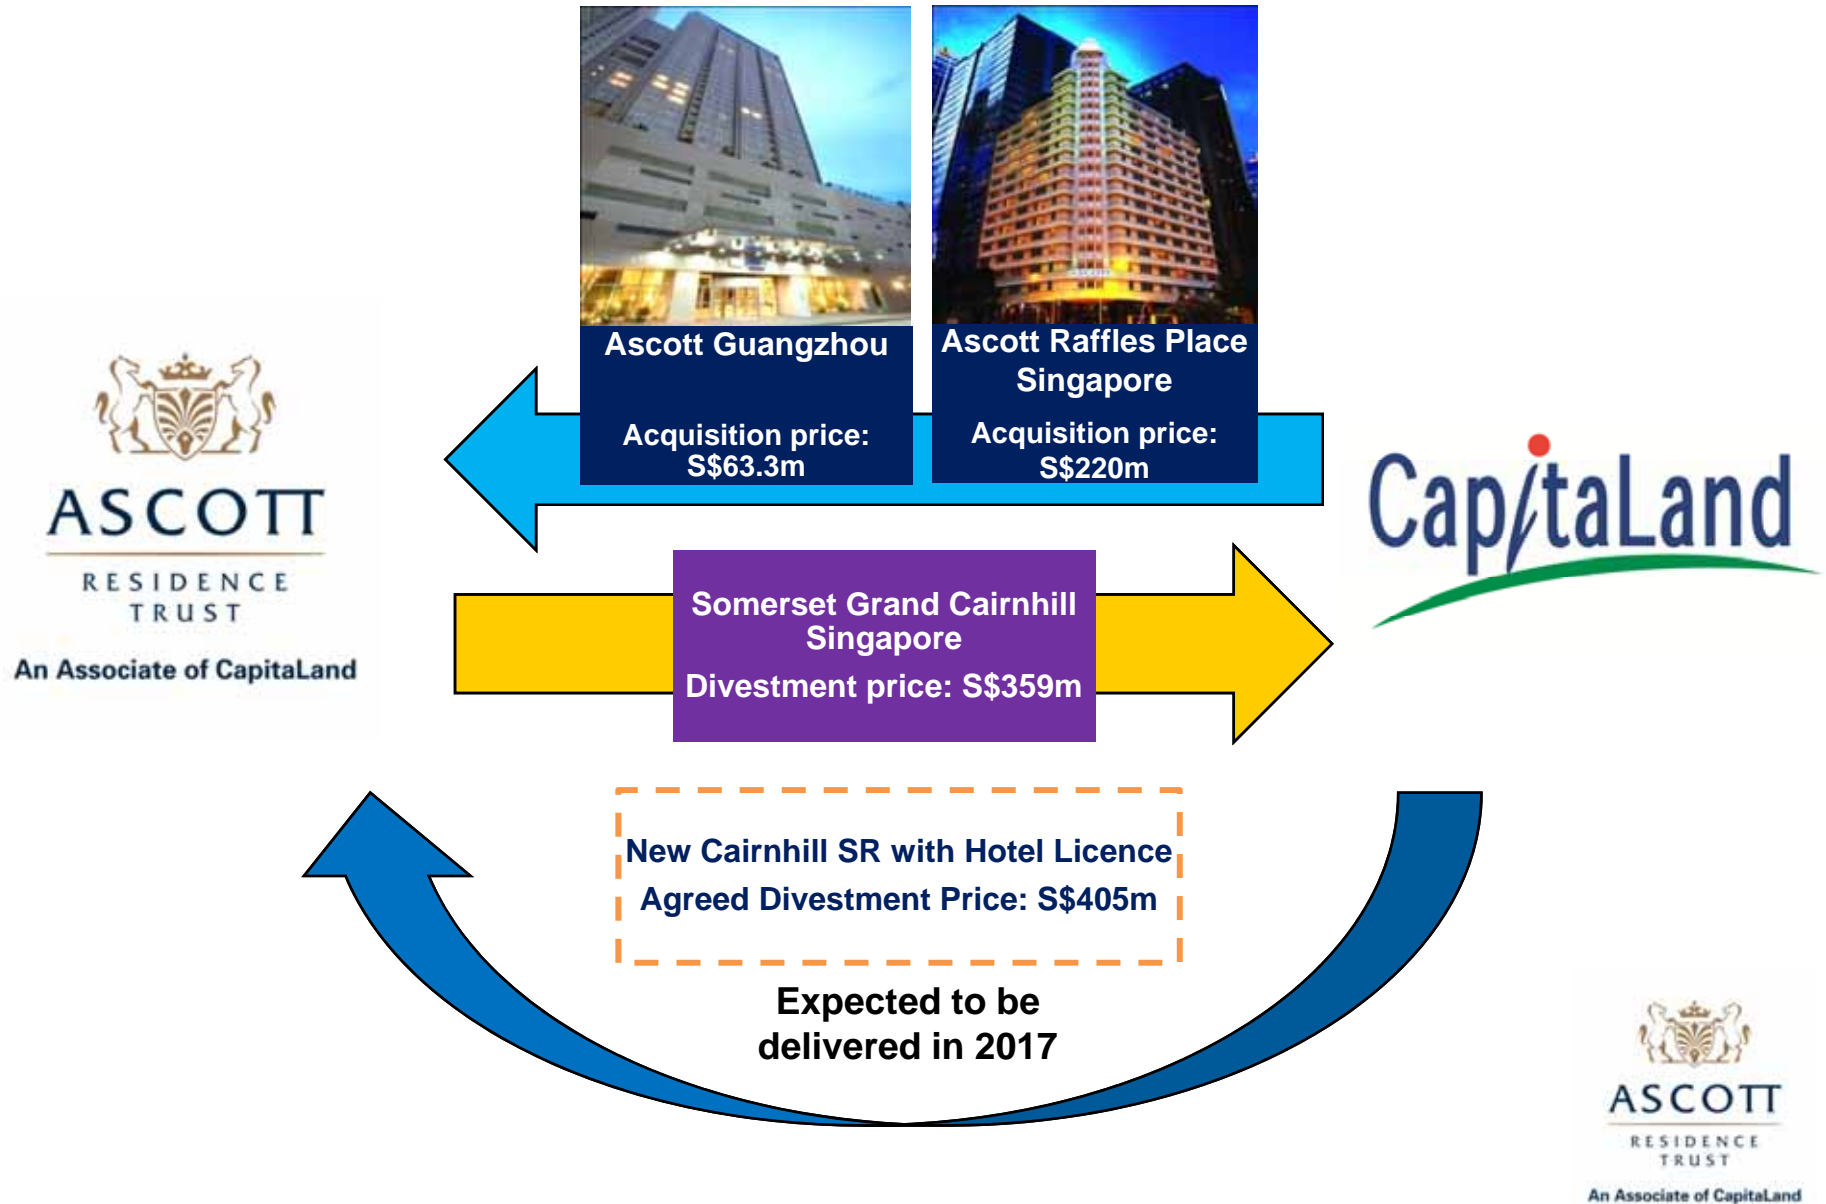 Ascott Guangzhou
Acquisition price:
S$63.3m
Ascott Raffles Place
Singapore
Acquisition price:
S$220m
ASCOTT
RESIDENCE
TRUST
An Associate of CapitaLand
CapitaLand
Somerset Grand Cairnhill
Singapore
Divestment price: S$359m
New Cairnhill SR with Hotel Licence
Agreed Divestment Price: S$405m
Expected to be
delivered in 2017
ASCOTT
RESIDENCE
TRUST
An Associate of CapitaLand